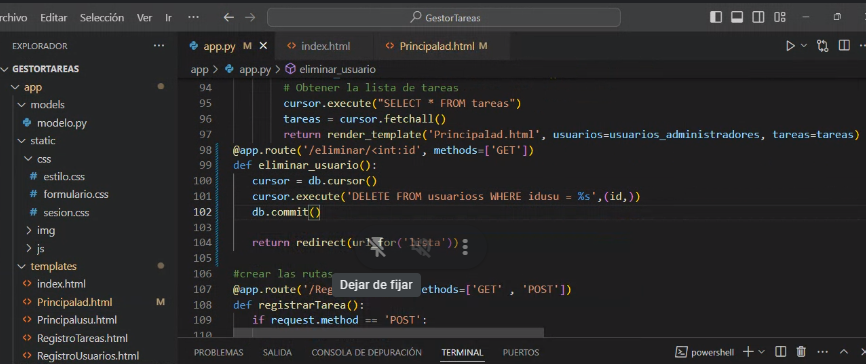 rchivo Editar Selección Ver Ir ··· GestorTareas
EXPLORADOR ··· app.py M index.html Principalad.html M
GESTORTAREAS
app > app.py > eliminar_usuario
app
models
modelo.py
static
css
estilo.css
formulario.css
sesion.css
img
js
templates
index.html
Principalad.html M
Principalusu.html
RegistroTareas.html
RegistroUsuarios.html
94 # Obtener la lista de tareas
95 cursor.execute("SELECT * FROM tareas")
96 tareas = cursor.fetchall()
97 return render_template('Principalad.html', usuarios=usuarios_administradores, tareas=tareas)
98 @app.route('/eliminar/<int:id', methods=['GET'])
99 def eliminar_usuario():
100 cursor = db.cursor()
101 cursor.execute('DELETE FROM usuarioss WHERE idusu = %s',(id,))
102 db.commit()
103
104 return redirect(url_for('lista'))
105
106 #crear las rutas
107 @app.route('/Reg methods=['GET' , 'POST'])
108 def registrarTarea():
109 if request.method == 'POST':
110
Dejar de fijar
PROBLEMAS SALIDA CONSOLA DE DEPURACIÓN TERMINAL PUERTOS powershell